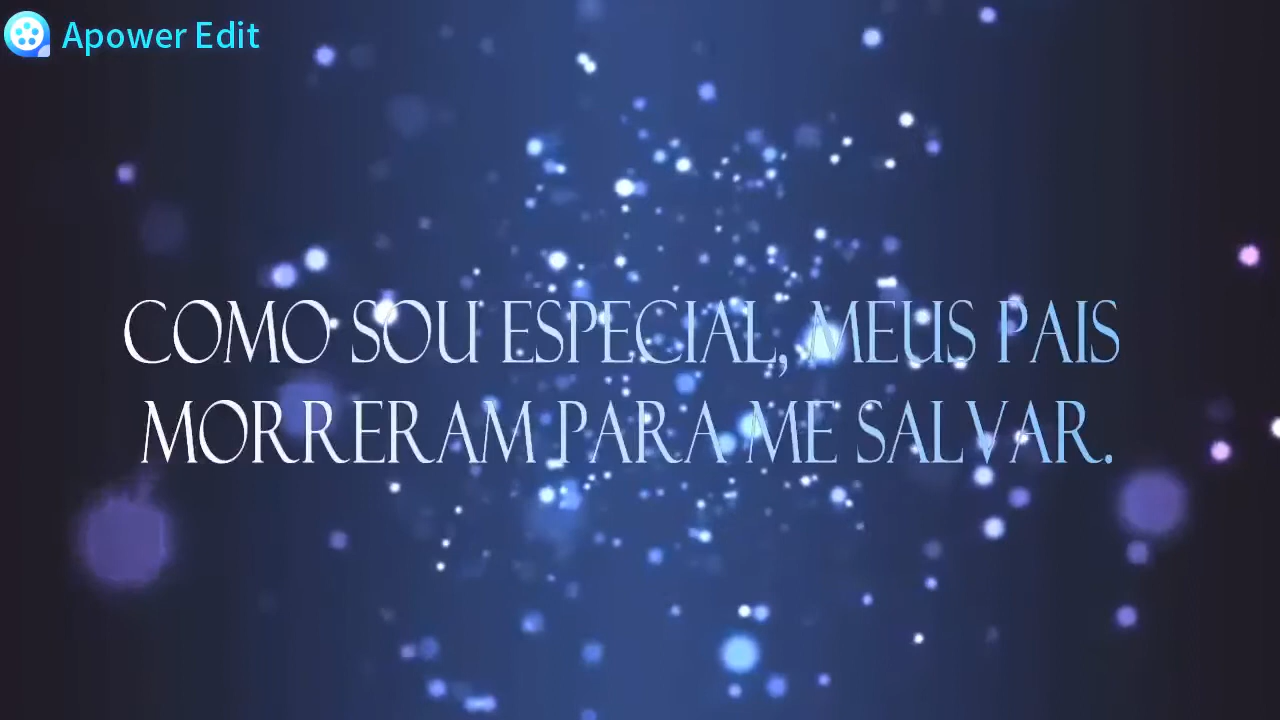 Apower Edit
COMO SOU ESPECIAL, MEUS PAIS
MORRERAM PARA ME SALVAR.